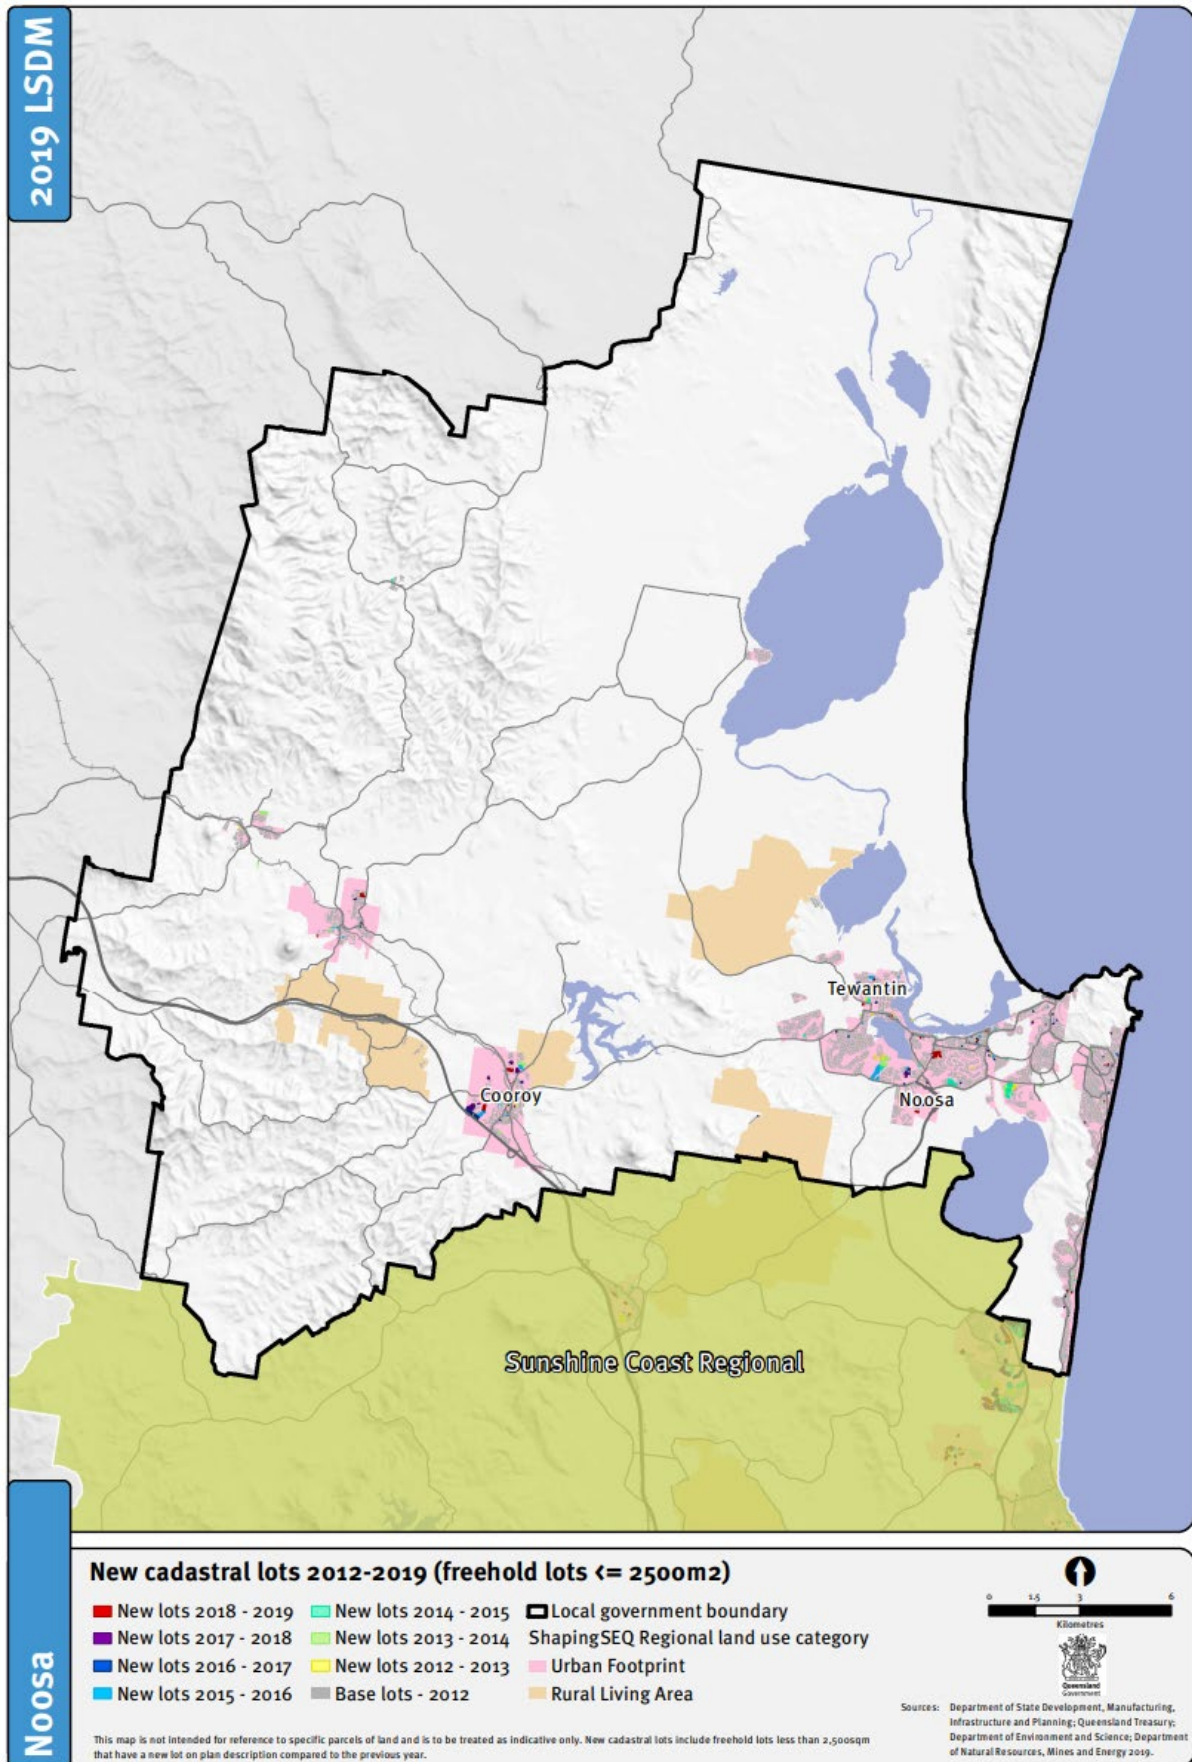 2019 LSDM
Tewantin
Noosa
Cooroy
Sunshine Coast Regional
Noosa
New cadastral lots 2012-2019 (freehold lots <= 2500m2)
New lots 2018 - 2019
New lots 2017 - 2018
New lots 2016 - 2017
New lots 2015 - 2016
New lots 2014 - 2015
New lots 2013 - 2014
New lots 2012 - 2013
Base lots - 2012
Local government boundary
ShapingSEQ Regional land use category
Urban Footprint
Rural Living Area
0 1.5 3 6
Kilometres
Queensland
Government
Sources: Department of State Development, Manufacturing,
Infrastructure and Planning; Queensland Treasury;
Department of Environment and Science; Department
of Natural Resources, Mines and Energy 2019.
This map is not intended for reference to specific parcels of land and is to be treated as indicative only. New cadastral lots include freehold lots less than 2,500sqm
that have a new lot on plan description compared to the previous year.